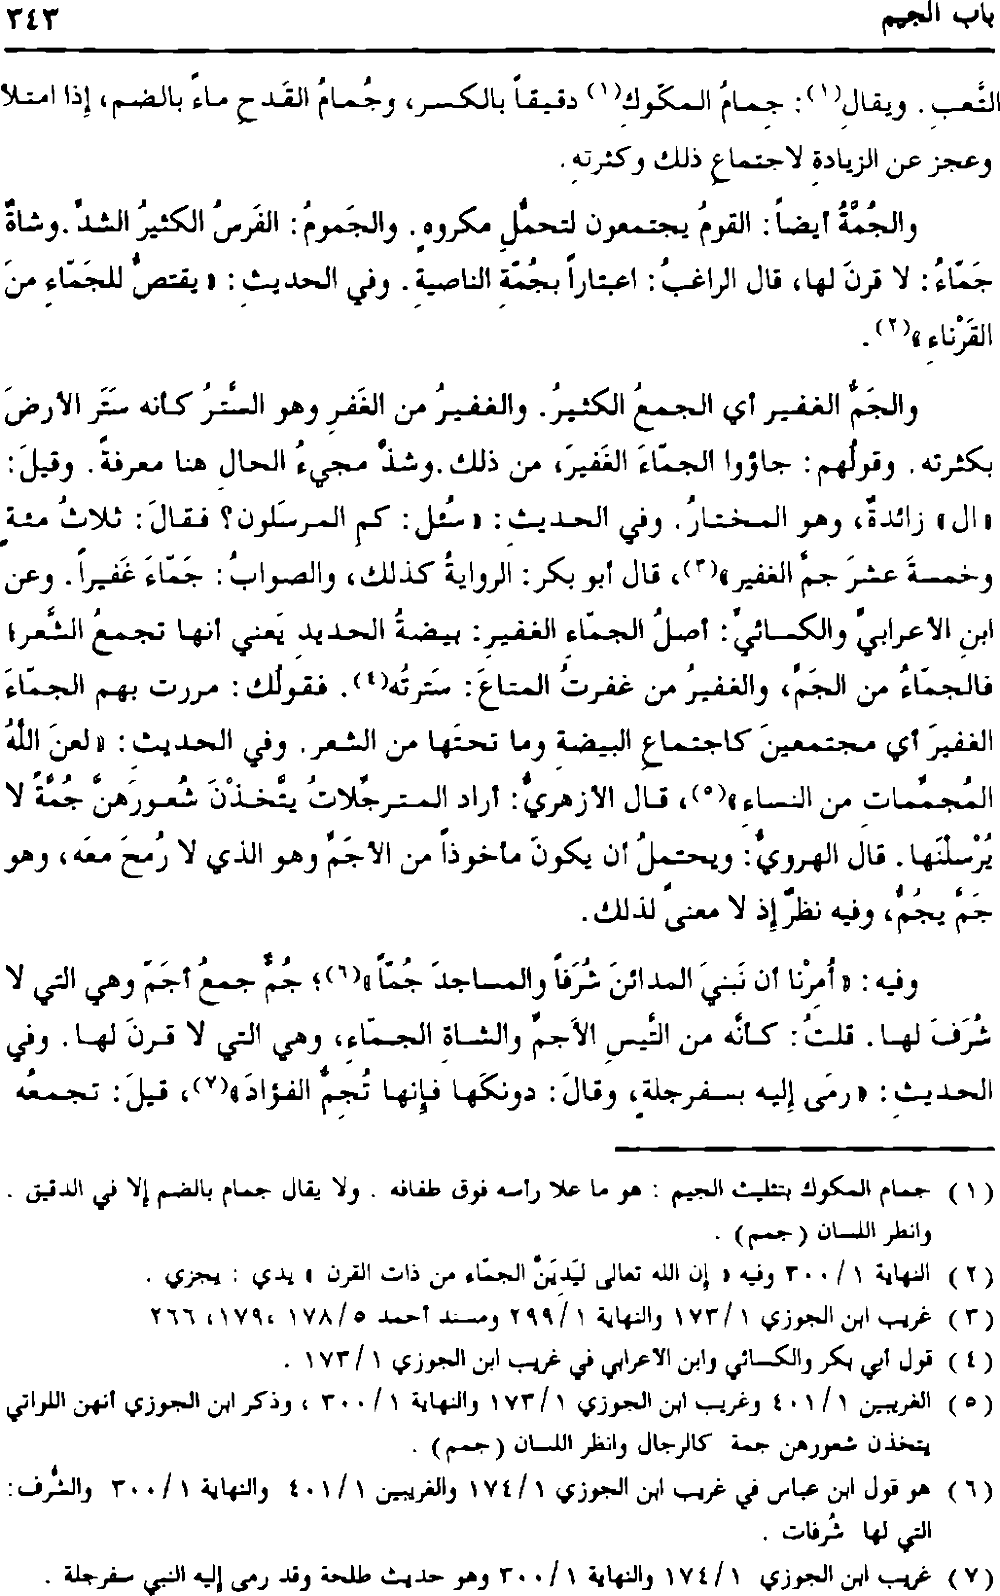 باب الجيم
٣٤٣
التَّعبِ. ويقالِ(١): جِمامُ المكّوكِ(١) دقيقاً بالكسر، وجُمامُ القَدحِ ماءً بالضم، إذا امتلأ
وعجز عن الزيادةِ لاجتماعِ ذلك وكثرتهِ.
والجُمَّةُ أيضاً: القومُ يجتمعون لتحمُّلِ مكروهٍ. والجَمومُ: الفَرسُ الكثيرُ الشدِّ. وشاةٌ
جَمّاءُ: لا قرنَ لها، قال الراغبُ: اعبتاراً بجُمّةِ الناصيةِ. وفي الحديثِ: «يقتصُّ للجَمّاءِ منَ
القَرْناءِ»(٢).
والجَمُّ الغفير أي الجمعُ الكثيرُ. والغفيرُ من الغَفرِ وهو السَّترُ كأنه سَتَر الأرضَ
بكثرته. وقولُهم: جاؤوا الجمّاءَ الغَفيرَ، من ذلك. وشذَّ مجيءُ الحالِ هنا معرفةً. وقيلَ:
«ال» زائدةٌ، وهو المختارُ. وفي الحديثِ: «سُئل: كم المرسَلون؟ فقالَ: ثلاثُ مئةٍ
وخمسةَ عشرَ جمَّ الغفير»(٣)، قال أبو بكر: الروايةُ كذلك، والصوابُ: جَمّاءَ غَفيراً. وعن
ابنِ الأعرابيِّ والكسائيِّ: أصلُ الجمّاءِ الغفيرِ: بيضةُ الحديدِ يَعني أنها تجمعُ الشَّعر؛
فالجمّاءُ من الجَمِّ، والغفيرُ من غفرتُ المتاعَ: سَترتُه(٤). فقولُك: مررت بهم الجمّاءَ
الغفيرَ أي مجتمعينَ كاجتماعِ البيضةِ وما تحتَها من الشعر. وفي الحديث: «لعنَ اللَّهُ
المُجمِّماتِ من النساءِ»(٥)، قال الأزهريُّ: أراد المترجِّلاتُ يتَّخذْنَ شُعورَهنَّ جُمَّةً لا
يُرْسلْنَها. قال الهرويُّ: ويحتملُ أن يكونَ مأخوذاً من الأجَمِّ وهو الذي لا رُمحَ معَه، وهو
جَمَّ يجُمُّ، وفيه نظرٌ إذ لا معنىً لذلك.
وفيه: «أُمِرْنا أن نَبنيَ المدائنَ شُرَفاً والمساجدَ جُمّاً»(٦)؛ جُمٌّ جمعُ أجَمّ وهي التي لا
شُرَفَ لها. قلتُ: كأنَّه من التَّيسِ الأجمِّ والشاةِ الجمّاءِ، وهي التي لا قرنَ لها. وفي
الحديثِ: «رمَى إليه بسفرجلةٍ، وقالَ: دونكَها فإنها تُجِمُّ الفؤادَ»(٧)، قيلَ: تجمعُه
(١) جمام المكوك بتثليث الجيم : هو ما علا رأسه فوق طفافه . ولا يقال جمام بالضم إلا في الدقيق .
وانظر اللسان (جمم) .
(٢) النهاية ٣٠٠/١ وفيه « إن الله تعالى ليَدِيَنَّ الجمّاء من ذات القرن » يدي : يجزي .
(٣) غريب ابن الجوزي ١٧٣/١ والنهاية ٢٩٩/١ ومسند أحمد ١٧٨/٥ ،١٧٩، ٢٦٦
(٤) قول أبي بكر والكسائي وابن الأعرابي في غريب ابن الجوزي ١٧٣/١ .
(٥) الغريبين ٤٠١/١ وغريب ابن الجوزي ١٧٣/١ والنهاية ٣٠٠/١ ، وذكر ابن الجوزي أنهن اللواتي
يتخذن شعورهن جمة كالرجال وانظر اللسان (جمم) .
(٦) هو قول ابن عباس في غريب ابن الجوزي ١٧٤/١ والغريبين ٤٠١/١ والنهاية ٣٠٠/١ والشُّرف:
التي لها شُرفات .
(٧) غريب ابن الجوزي ١٧٤/١ والنهاية ٣٠٠/١ وهو حديث طلحة وقد رمى إليه النبي سفرجلة .